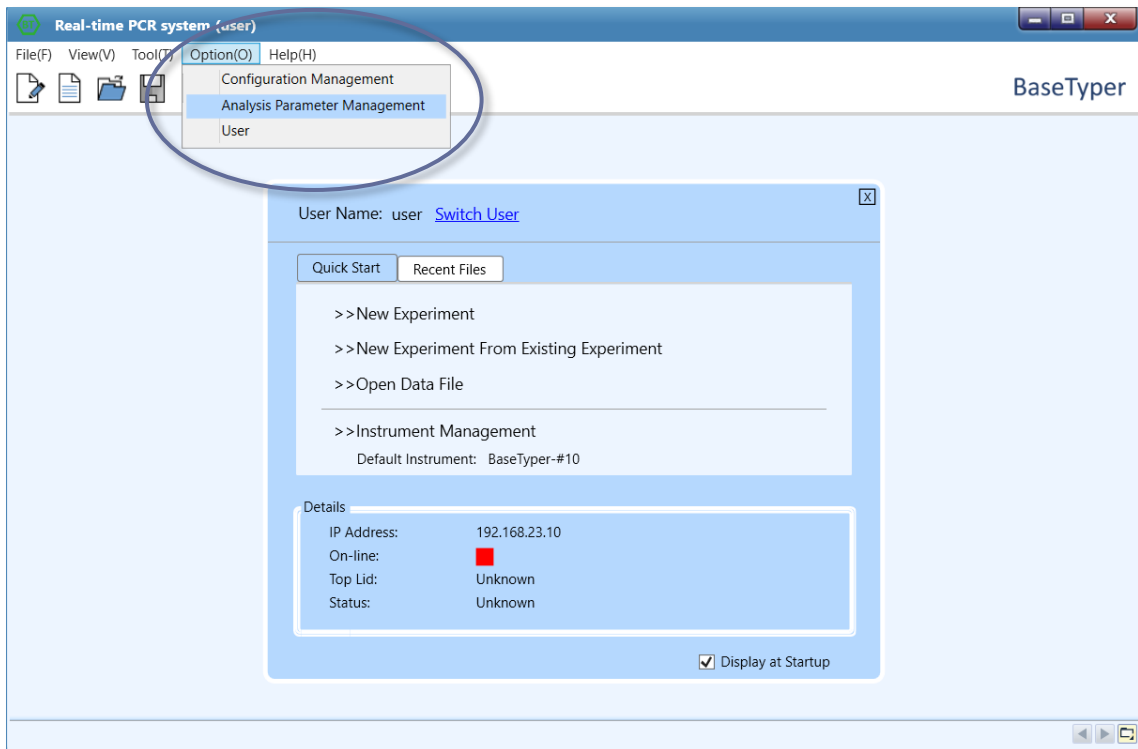 Real-time PCR system (user)
File(F) View(V) Tool(T) Option(O) Help(H)
Configuration Management
Analysis Parameter Management
User
BaseTyper
X
User Name: user Switch User
Quick Start Recent Files
>>New Experiment
>>New Experiment From Existing Experiment
>>Open Data File
>>Instrument Management
Default Instrument: BaseTyper-#10
Details
IP Address: 192.168.23.10
On-line:
Top Lid: Unknown
Status: Unknown
Display at Startup